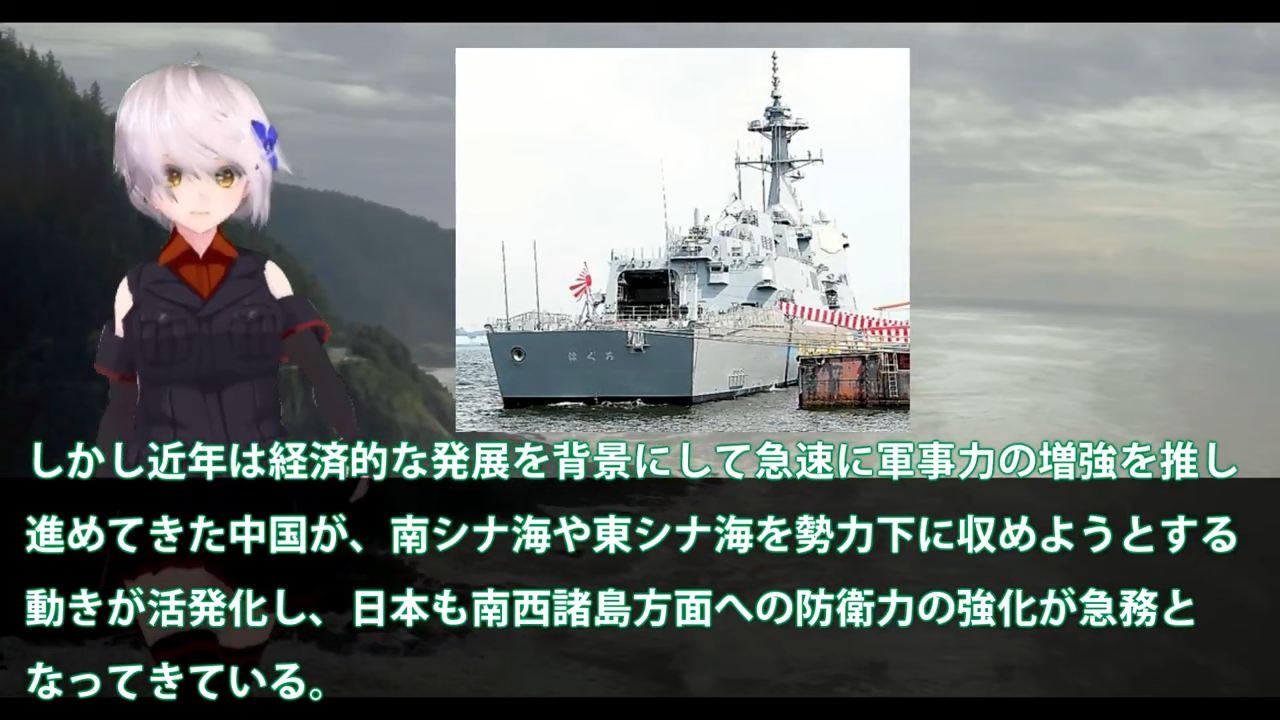 はぐろ
しかし近年は経済的な発展を背景にして急速に軍事力の増強を推し
進めてきた中国が、南シナ海や東シナ海を勢力下に収めようとする
動きが活発化し、日本も南西諸島方面への防衛力の強化が急務と
なってきている。